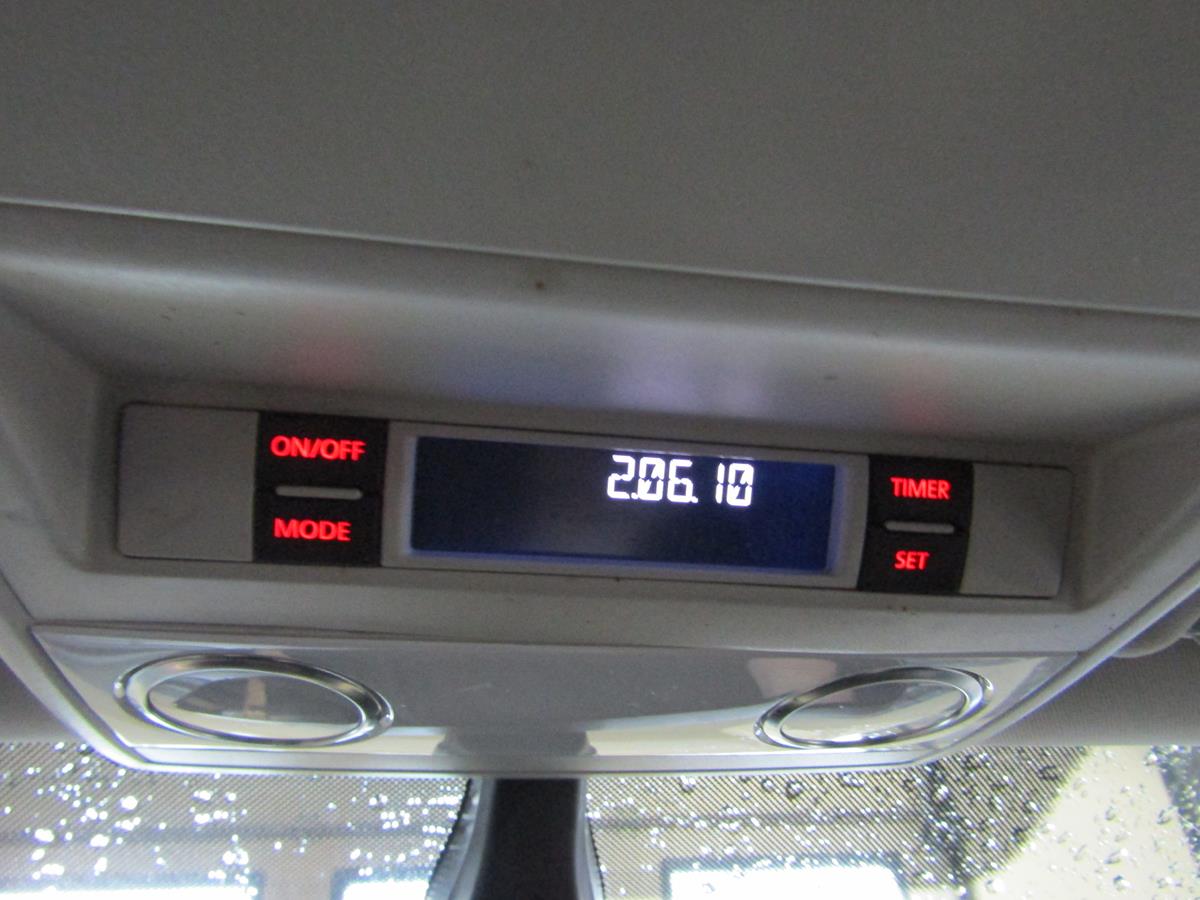 ON/OFF
MODE
2.06.10
TIMER
SET